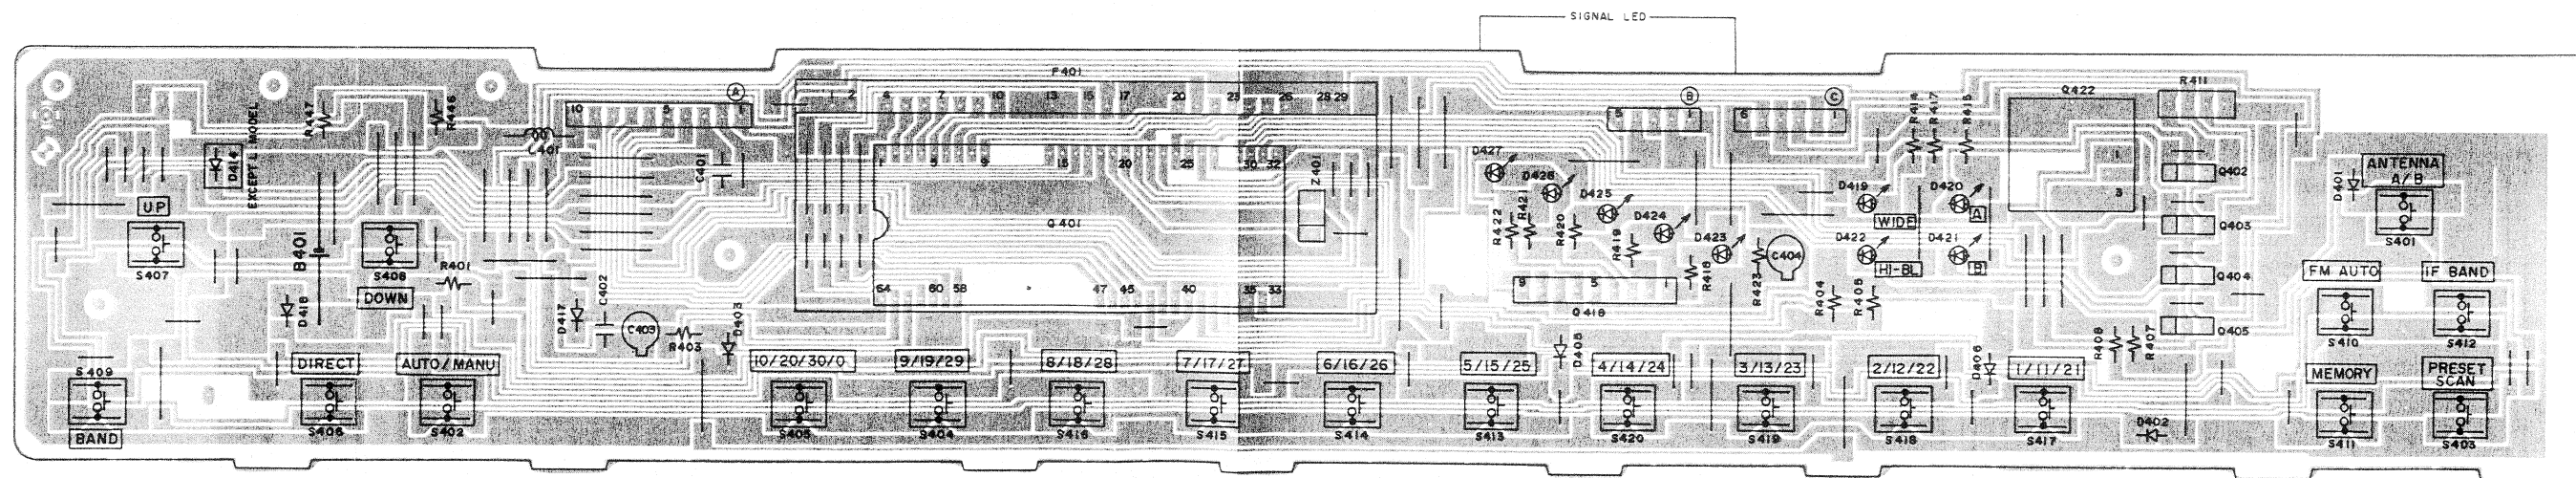 SIGNAL LED
F401
R411
Q422
A
B
C
10 5 1
1 2 6 7 10 13 15 17 20 23 26 28 29
5 1
6 1
R447
R446
EXCEPT L MODEL
D414
L401
C401
1 9 15 20 25 30 32
Z401
D427
D426
D425
D424
D423
R422
R421
R420
R419
R418
R423
C404
R414
R417
R415
D419
D420
WIDE
A
D422
D421
HI-BL
B
1
3
Q402
Q403
Q404
Q405
D401
ANTENNA
A/B
S401
UP
S407
B401
S408
DOWN
R401
D418
D417
C402
C403
R403
D403
Q401
64 60 58 47 45 40 35 33
9 5 1
Q418
R404
R405
D405
D406
R408
R407
FM AUTO
S410
IF BAND
S412
S409
BAND
DIRECT
S406
AUTO/MANU
S402
10/20/30/0
S405
9/19/29
S404
8/18/28
S416
7/17/27
S415
6/16/26
S414
5/15/25
S413
4/14/24
S420
3/13/23
S419
2/12/22
S418
1/11/21
S417
D402
MEMORY
S411
PRESET
SCAN
S403